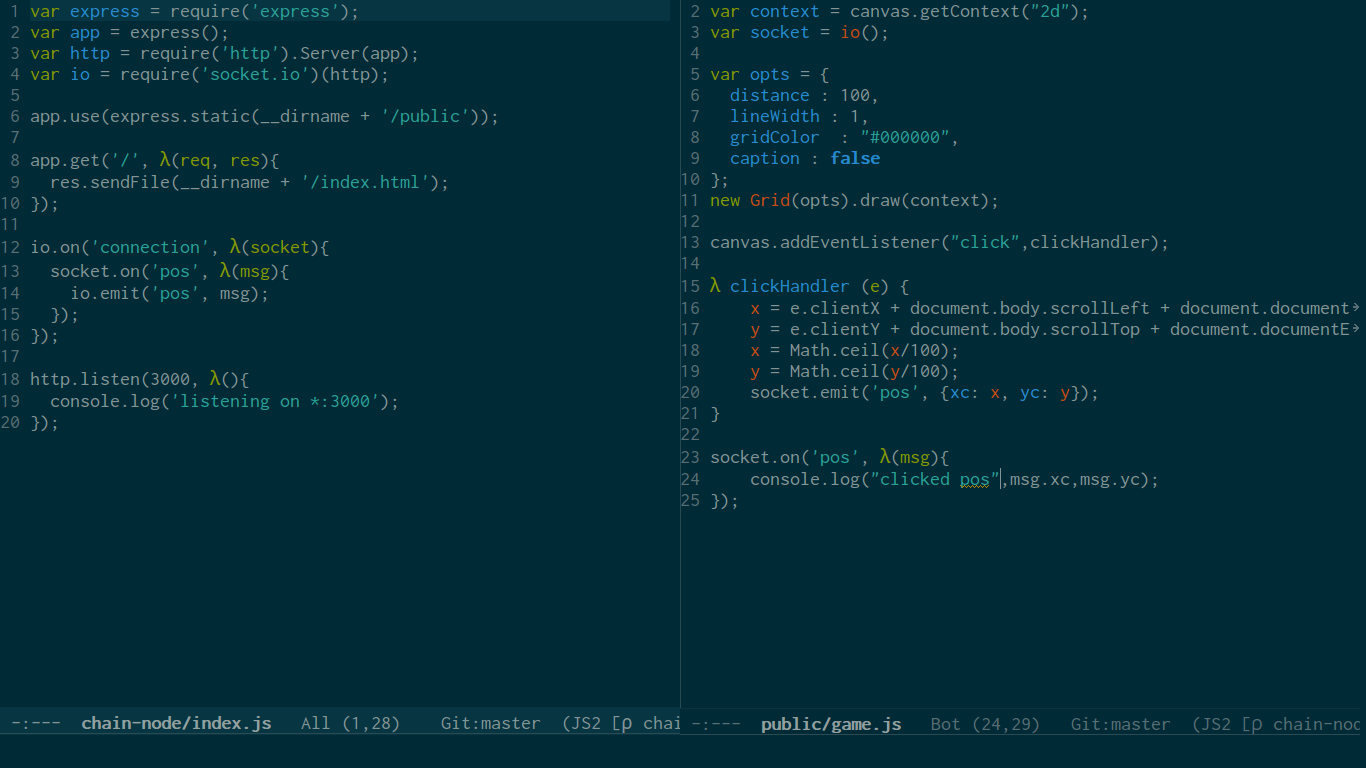 1 var express = require('express');
2 var app = express();
3 var http = require('http').Server(app);
4 var io = require('socket.io')(http);
5
6 app.use(express.static(__dirname + '/public'));
7
8 app.get('/', λ(req, res){
9   res.sendFile(__dirname + '/index.html');
10 });
11
12 io.on('connection', λ(socket){
13   socket.on('pos', λ(msg){
14     io.emit('pos', msg);
15   });
16 });
17
18 http.listen(3000, λ(){
19   console.log('listening on *:3000');
20 });
-:---  chain-node/index.js   All (1,28)    Git:master  (JS2 [ρ chai
2 var context = canvas.getContext("2d");
3 var socket = io();
4
5 var opts = {
6   distance : 100,
7   lineWidth : 1,
8   gridColor  : "#000000",
9   caption : false
10 };
11 new Grid(opts).draw(context);
12
13 canvas.addEventListener("click",clickHandler);
14
15 λ clickHandler (e) {
16     x = e.clientX + document.body.scrollLeft + document.document
17     y = e.clientY + document.body.scrollTop + document.documentE
18     x = Math.ceil(x/100);
19     y = Math.ceil(y/100);
20     socket.emit('pos', {xc: x, yc: y});
21 }
22
23 socket.on('pos', λ(msg){
24     console.log("clicked pos",msg.xc,msg.yc);
25 });
-:---  public/game.js   Bot (24,29)   Git:master  (JS2 [ρ chain-noc